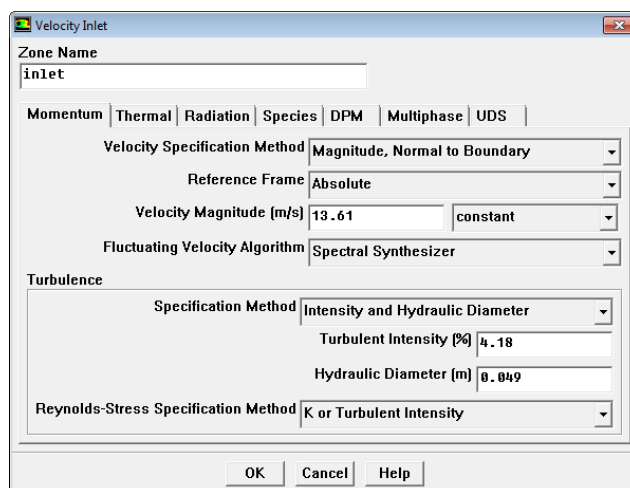 Velocity Inlet
Zone Name
inlet
Momentum Thermal Radiation Species DPM Multiphase UDS
Velocity Specification Method Magnitude, Normal to Boundary
Reference Frame Absolute
Velocity Magnitude (m/s) 13.61 constant
Fluctuating Velocity Algorithm Spectral Synthesizer
Turbulence
Specification Method Intensity and Hydraulic Diameter
Turbulent Intensity (%) 4.18
Hydraulic Diameter (m) 0.049
Reynolds-Stress Specification Method K or Turbulent Intensity
OK Cancel Help